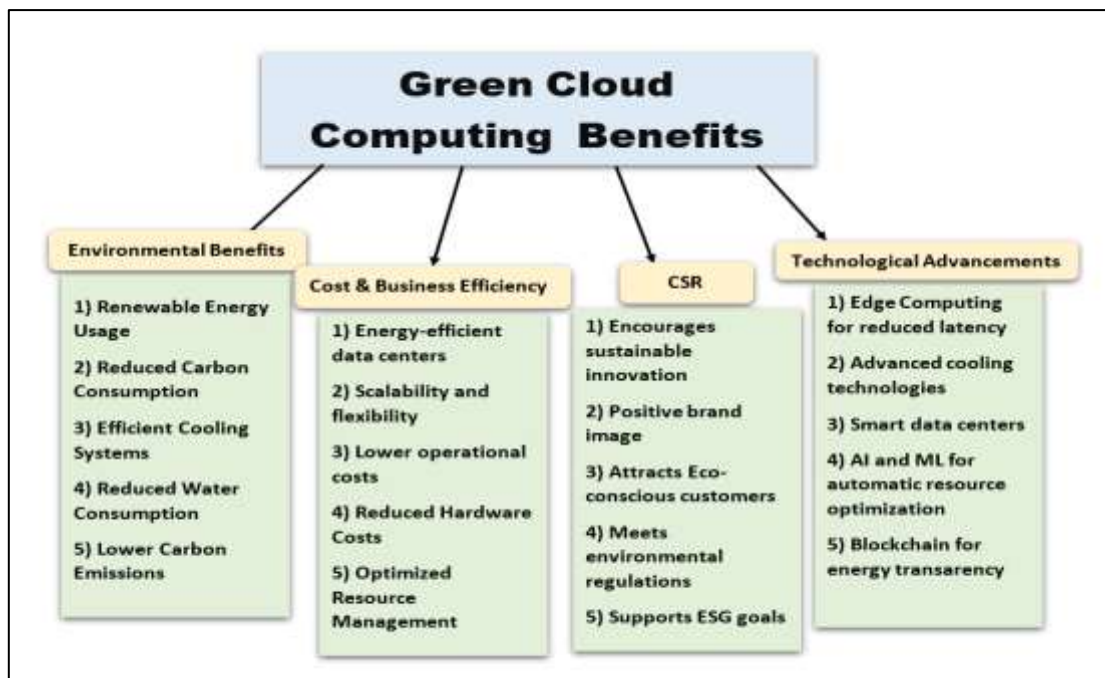 Green Cloud
Computing Benefits
Environmental Benefits
1) Renewable Energy
Usage
2) Reduced Carbon
Consumption
3) Efficient Cooling
Systems
4) Reduced Water
Consumption
5) Lower Carbon
Emissions
Cost & Business Efficiency
1) Energy-efficient
data centers
2) Scalability and
flexibility
3) Lower operational
costs
4) Reduced Hardware
Costs
5) Optimized
Resource
Management
CSR
1) Encourages
sustainable
innovation
2) Positive brand
image
3) Attracts Eco-
conscious customers
4) Meets
environmental
regulations
5) Supports ESG goals
Technological Advancements
1) Edge Computing
for reduced latency
2) Advanced cooling
technologies
3) Smart data centers
4) AI and ML for
automatic resource
optimization
5) Blockchain for
energy transarency